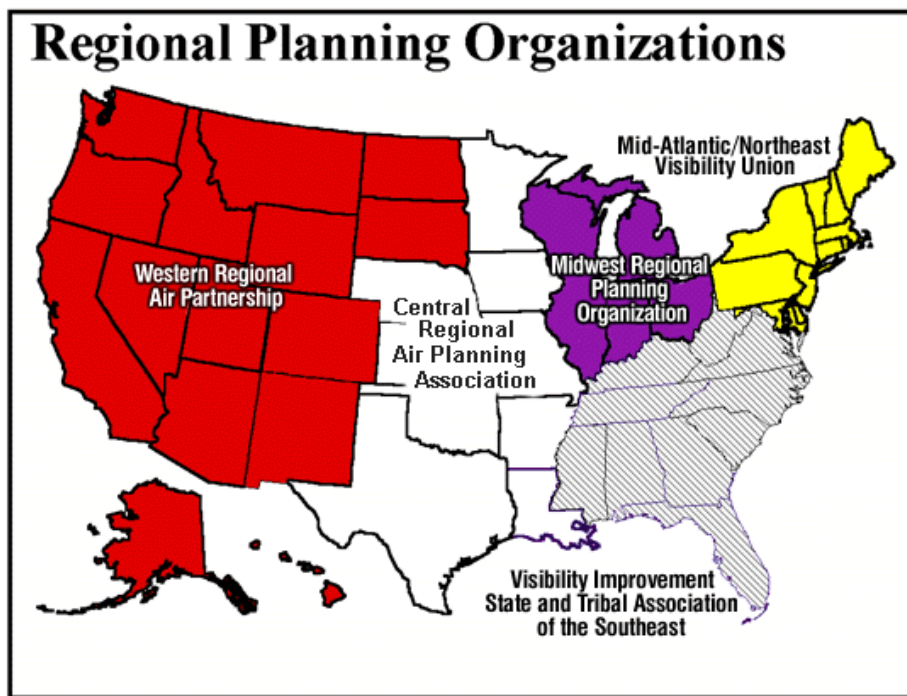 Regional Planning Organizations
Mid-Atlantic/Northeast
Visibility Union
Western Regional
Air Partnership
Midwest Regional
Planning
Organization
Central
Regional
Air Planning
Association
Visibility Improvement
State and Tribal Association
of the Southeast